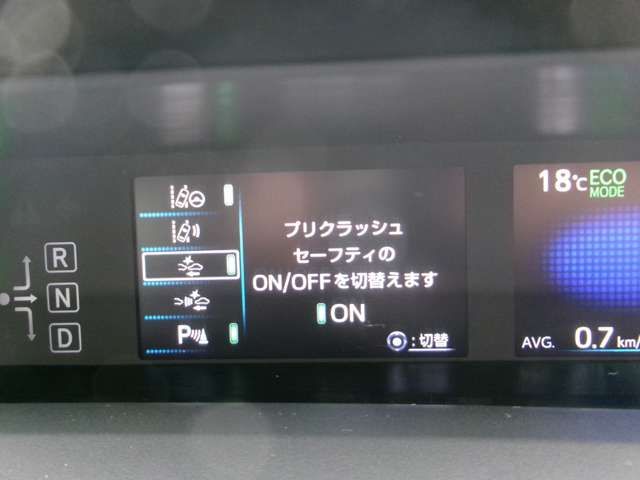 R
N
D
P
プリクラッシュ
セーフティの
ON/OFFを切替えます
ON
:切替
18℃
ECO
MODE
AVG. 0.7 km/